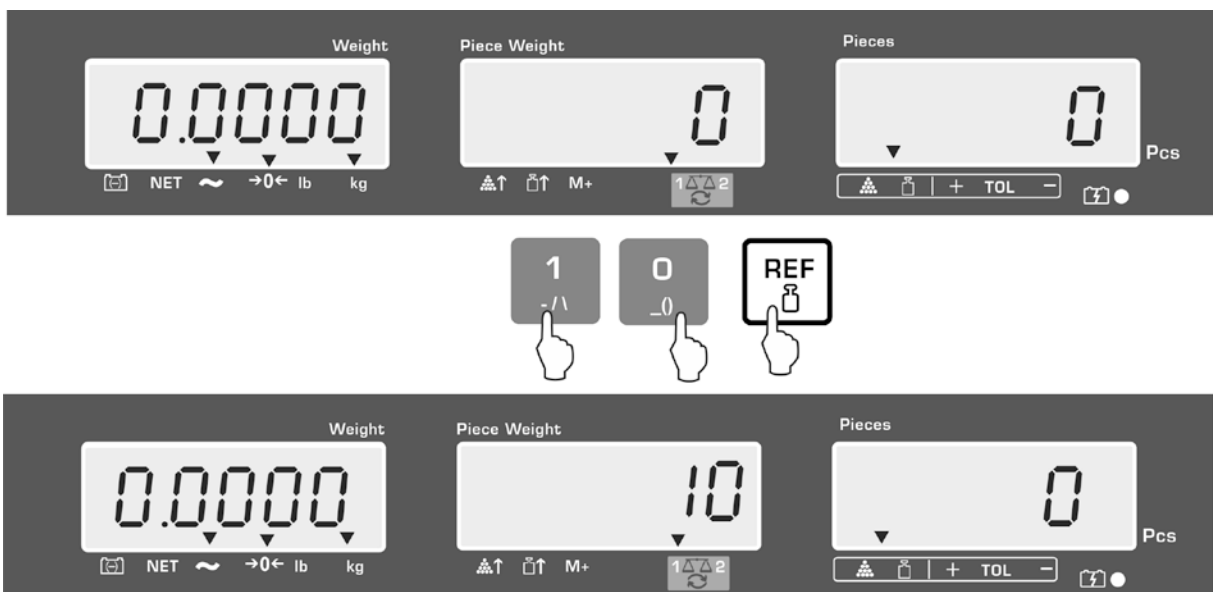 Weight Piece Weight Pieces
0.0000 0 0
Pcs
NET ~ →0← lb kg ↑ ↑ M+ 1 2 + TOL −
1 0 REF
- / \ _()
Weight Piece Weight Pieces
0.0000 10 0
Pcs
NET ~ →0← lb kg ↑ ↑ M+ 1 2 + TOL −